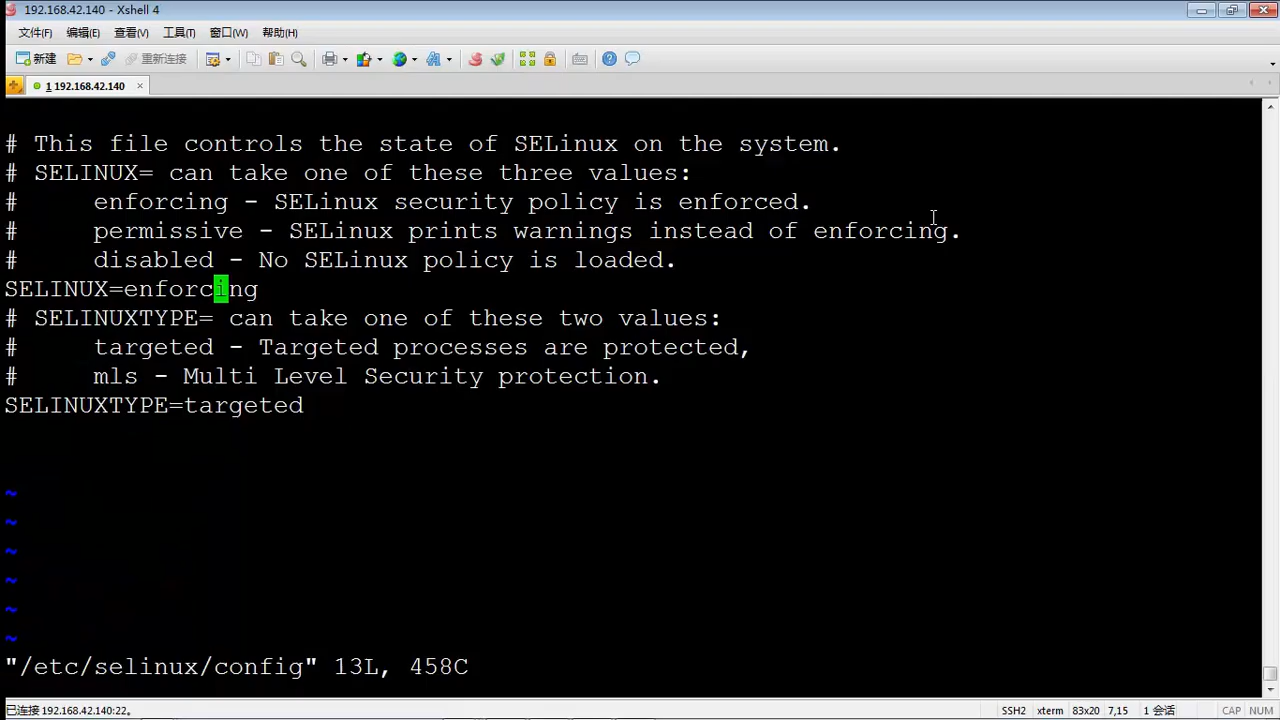 192.168.42.140 - Xshell 4
文件(F) 编辑(E) 查看(V) 工具(T) 窗口(W) 帮助(H)
新建 重新连接
1 192.168.42.140 ×
# This file controls the state of SELinux on the system.
# SELINUX= can take one of these three values:
#     enforcing - SELinux security policy is enforced.
#     permissive - SELinux prints warnings instead of enforcing.
#     disabled - No SELinux policy is loaded.
SELINUX=enforcing
# SELINUXTYPE= can take one of these two values:
#     targeted - Targeted processes are protected,
#     mls - Multi Level Security protection.
SELINUXTYPE=targeted
~
~
~
~
~
~
"/etc/selinux/config" 13L, 458C
已连接 192.168.42.140:22。 SSH2 xterm 83x20 7,15 1 会话 CAP NUM